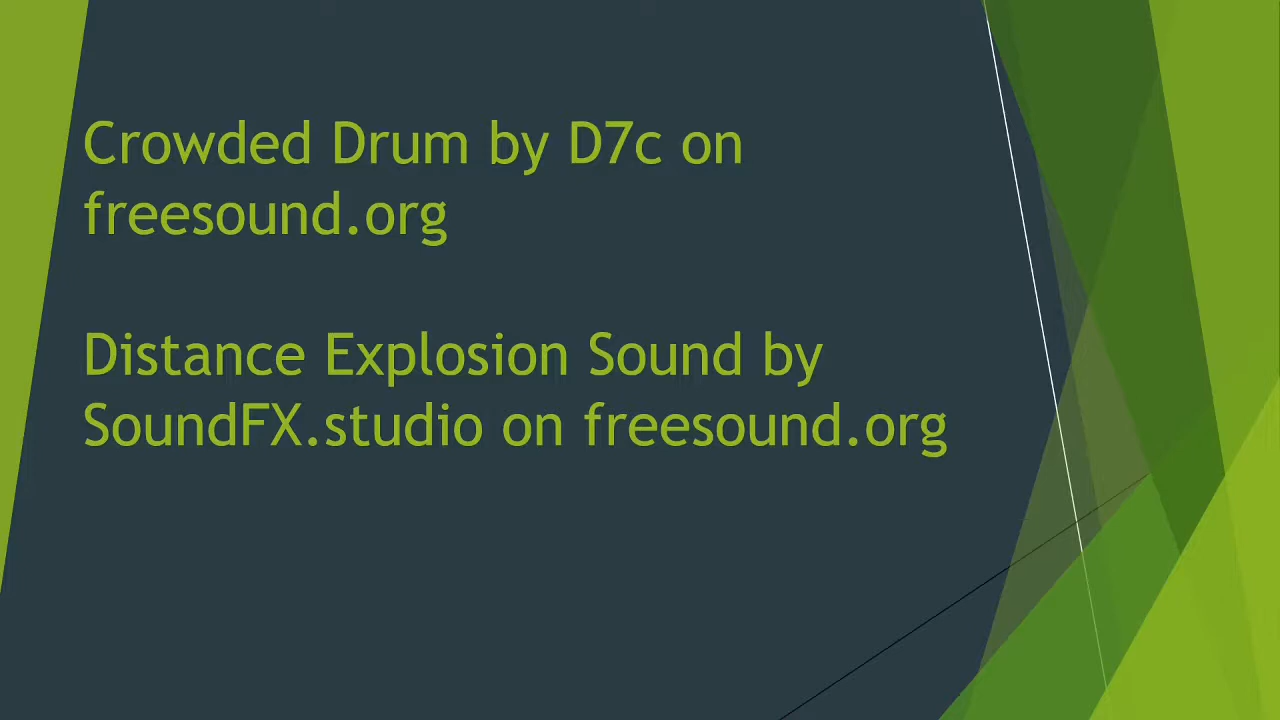 Crowded Drum by D7c on
freesound.org
Distance Explosion Sound by
SoundFX.studio on freesound.org